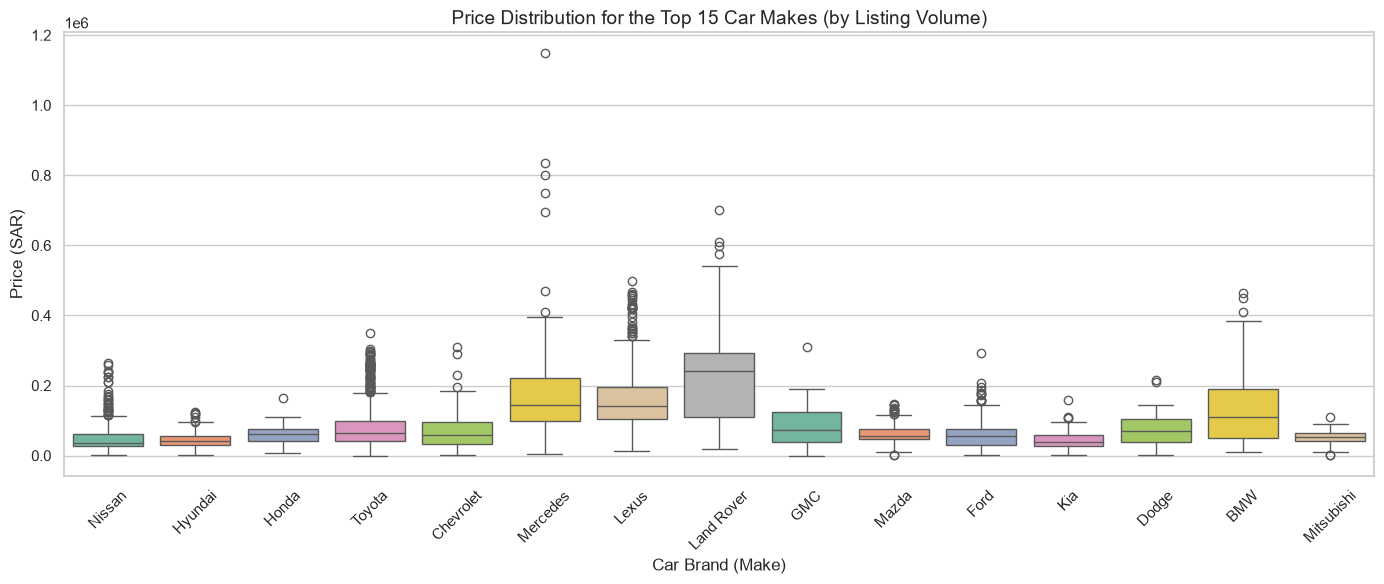 Price Distribution for the Top 15 Car Makes (by Listing Volume)
1e6
1.2
1.0
0.8
0.6
0.4
0.2
0.0
Price (SAR)
Nissan
Hyundai
Honda
Toyota
Chevrolet
Mercedes
Lexus
Land Rover
GMC
Mazda
Ford
Kia
Dodge
BMW
Mitsubishi
Car Brand (Make)